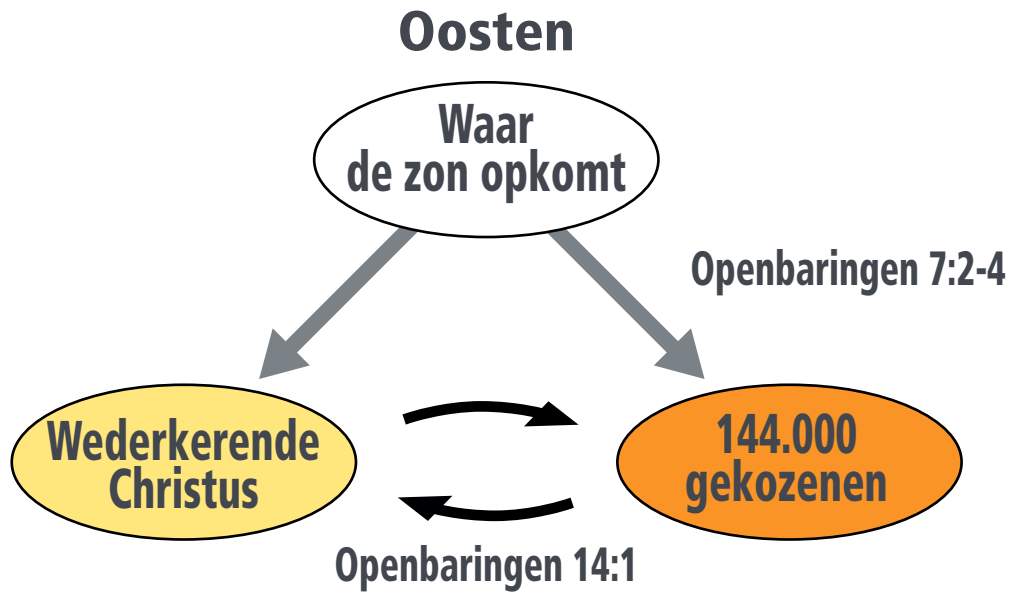 Oosten
Waar
de zon opkomt
Openbaringen 7:2-4
Wederkerende
Christus
144.000
gekozenen
Openbaringen 14:1